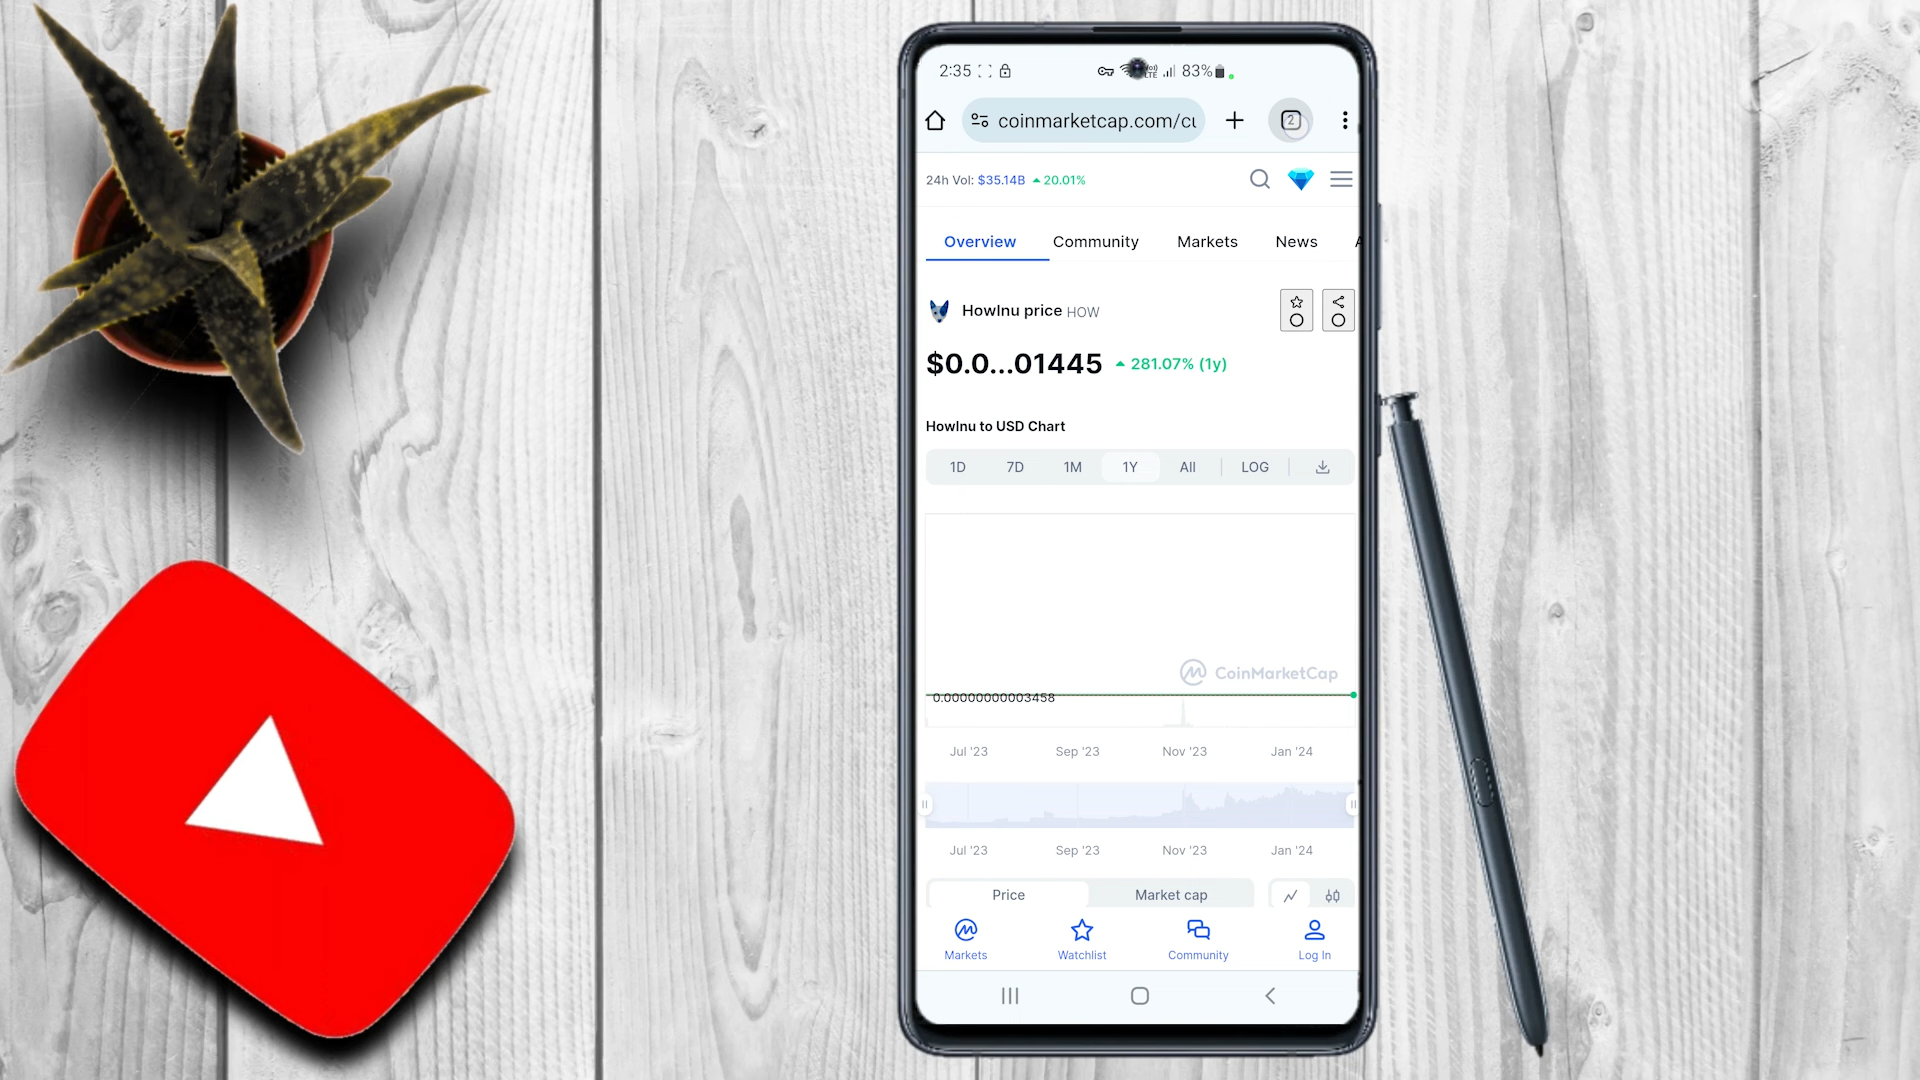 2:35 83%
coinmarketcap.com/cu 2
24h Vol: $35.14B 20.01%
Overview Community Markets News
HowInu price HOW
$0.0...01445 281.07% (1y)
HowInu to USD Chart
1D 7D 1M 1Y All LOG
CoinMarketCap
0.00000000003458
Jul '23 Sep '23 Nov '23 Jan '24
Jul '23 Sep '23 Nov '23 Jan '24
Price Market cap
Markets Watchlist Community Log In